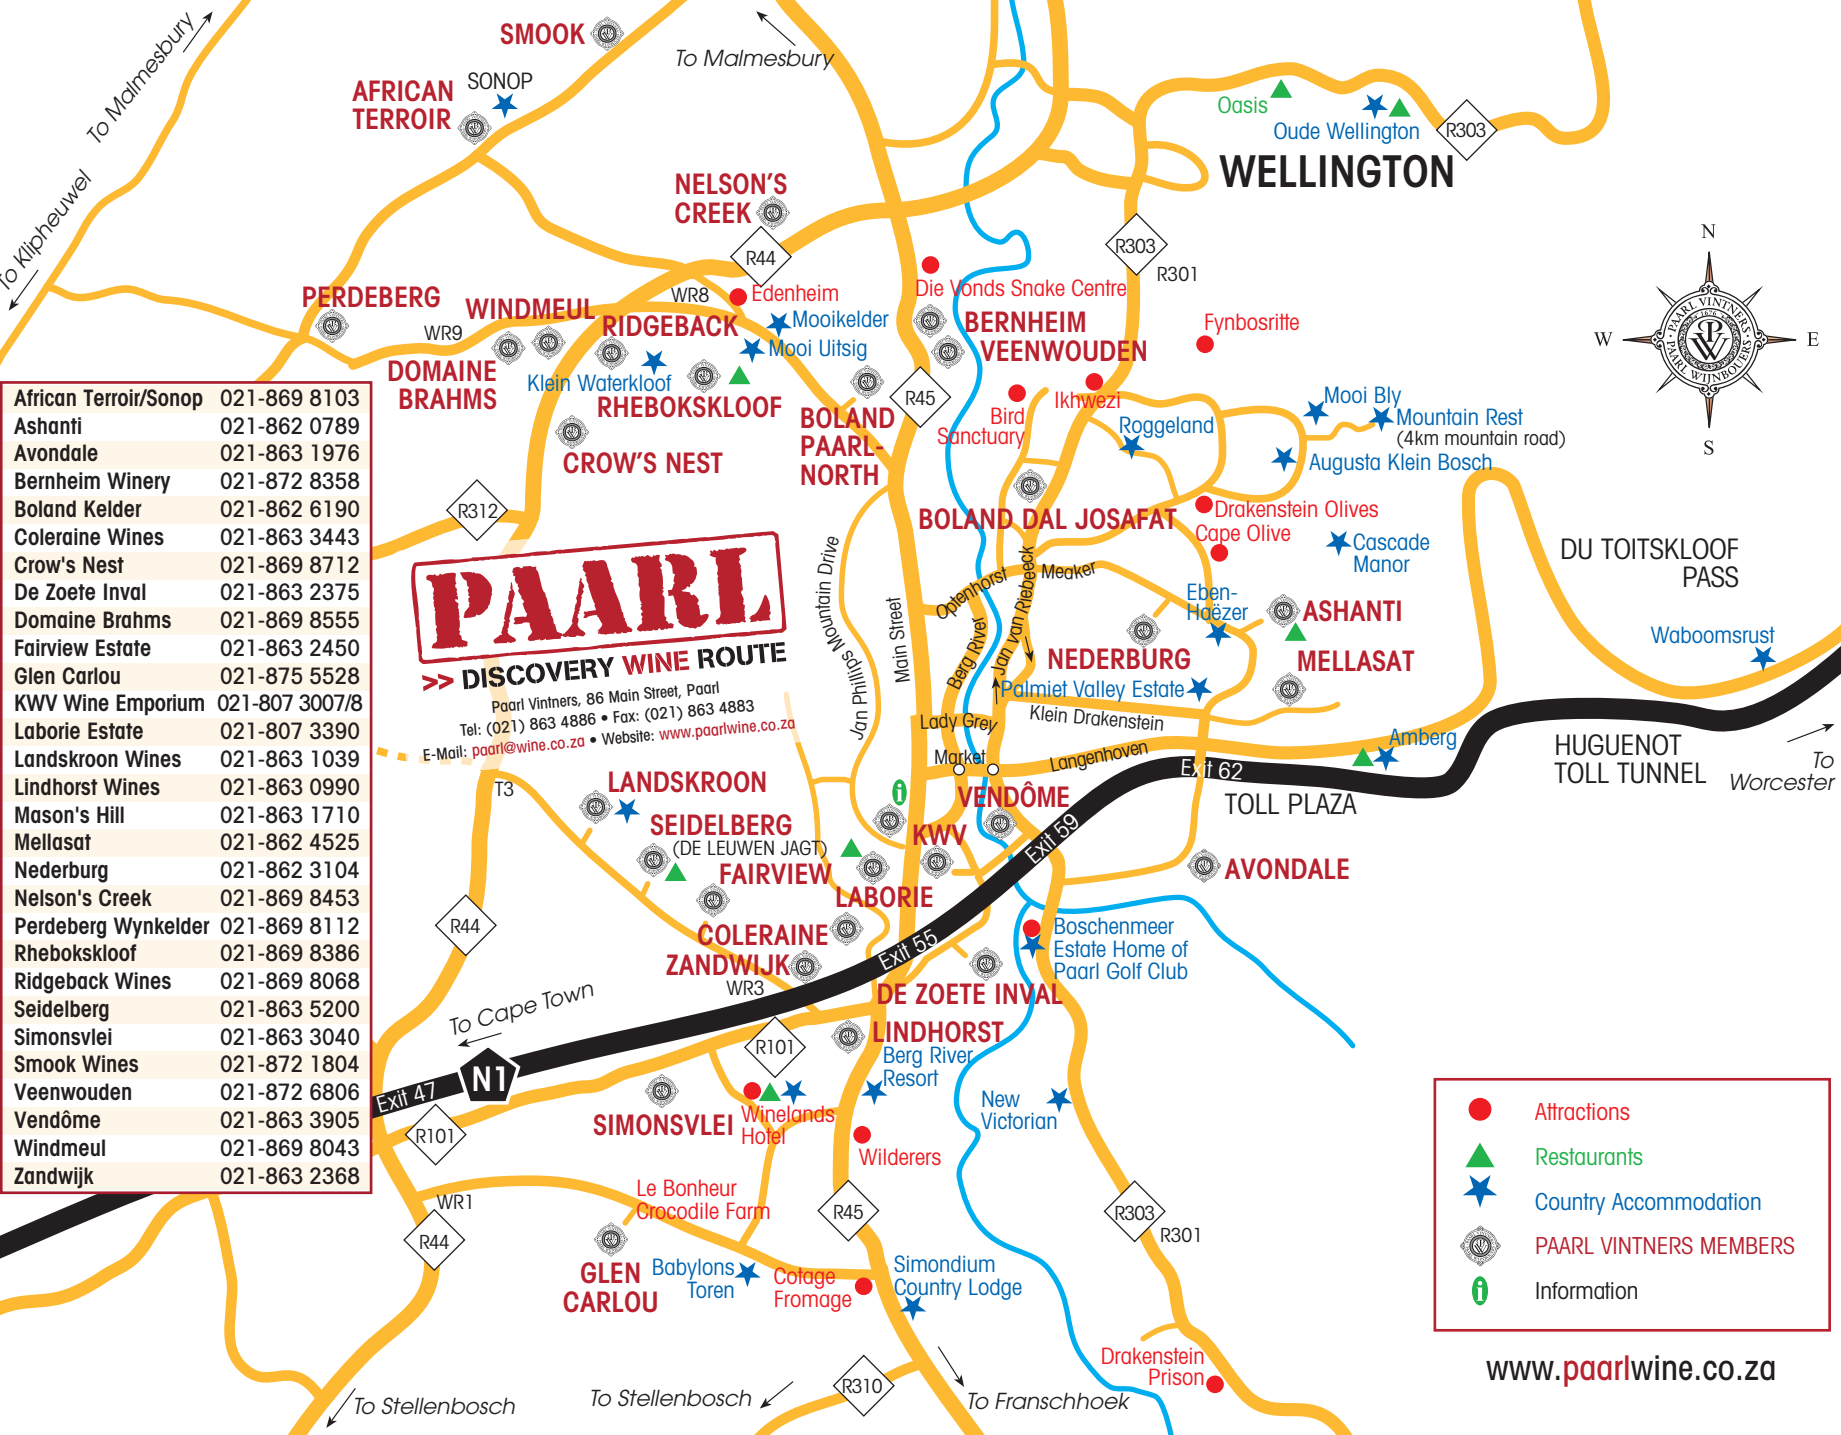 To Malmesbury
To Klipheuwel
SMOOK
AFRICAN
TERROIR
SONOP
To Malmesbury
Oasis
Oude Wellington
R303
WELLINGTON
NELSON'S
CREEK
R44
R303
R301
N
W
E
S
PAARL VINTNERS
1676
PAARL WIJNBOUERS
PERDEBERG
WINDMEUL
WR8
WR9
Edenheim
Mooikelder
Mooi Uitsig
RIDGEBACK
Die Vonds Snake Centre
BERNHEIM
VEENWOUDEN
Fynbosritte
DOMAINE
BRAHMS
Klein Waterkloof
RHEBOKSKLOOF
CROW'S NEST
BOLAND
PAARL-
NORTH
R45
Bird
Sanctuary
Ikhwezi
Roggeland
Mooi Bly
Mountain Rest
(4km mountain road)
Augusta Klein Bosch
R312
BOLAND DAL JOSAFAT
Drakenstein Olives
Cape Olive
Cascade
Manor
DU TOITSKLOOF
PASS
African Terroir/Sonop 021-869 8103
Ashanti 021-862 0789
Avondale 021-863 1976
Bernheim Winery 021-872 8358
Boland Kelder 021-862 6190
Coleraine Wines 021-863 3443
Crow's Nest 021-869 8712
De Zoete Inval 021-863 2375
Domaine Brahms 021-869 8555
Fairview Estate 021-863 2450
Glen Carlou 021-875 5528
KWV Wine Emporium 021-807 3007/8
Laborie Estate 021-807 3390
Landskroon Wines 021-863 1039
Lindhorst Wines 021-863 0990
Mason's Hill 021-863 1710
Mellasat 021-862 4525
Nederburg 021-862 3104
Nelson's Creek 021-869 8453
Perdeberg Wynkelder 021-869 8112
Rhebokskloof 021-869 8386
Ridgeback Wines 021-869 8068
Seidelberg 021-863 5200
Simonsvlei 021-863 3040
Smook Wines 021-872 1804
Veenwouden 021-872 6806
Vendôme 021-863 3905
Windmeul 021-869 8043
Zandwijk 021-863 2368
PAARL
>> DISCOVERY WINE ROUTE
Paarl Vintners, 86 Main Street, Paarl
Tel: (021) 863 4886 • Fax: (021) 863 4883
E-Mail: paarl@wine.co.za • Website: www.paarlwine.co.za
Jan Phillips Mountain Drive
Main Street
Optenhorst
Meaker
Berg River
Jan van Riebeeck
Eben-
Haëzer
ASHANTI
NEDERBURG
MELLASAT
Palmiet Valley Estate
Klein Drakenstein
Waboomsrust
Lady Grey
Market
Langenhoven
Amberg
Exit 62
TOLL PLAZA
HUGUENOT
TOLL TUNNEL
To
Worcester
T3
LANDSKROON
SEIDELBERG
(DE LEUWEN JAGT)
FAIRVIEW
i
VENDÔME
KWV
LABORIE
Exit 59
AVONDALE
R44
COLERAINE
ZANDWIJK
WR3
Exit 55
Boschenmeer
Estate Home of
Paarl Golf Club
DE ZOETE INVAL
To Cape Town
N1
Exit 47
R101
R101
LINDHORST
Berg River
Resort
SIMONSVLEI
Winelands
Hotel
New
Victorian
Wilderers
WR1
R44
Le Bonheur
Crocodile Farm
R45
R303
R301
GLEN
CARLOU
Babylons
Toren
Cotage
Fromage
Simondium
Country Lodge
Drakenstein
Prison
R310
To Stellenbosch
To Stellenbosch
To Franschhoek
Attractions
Restaurants
Country Accommodation
PAARL VINTNERS MEMBERS
i
Information
www.paarlwine.co.za